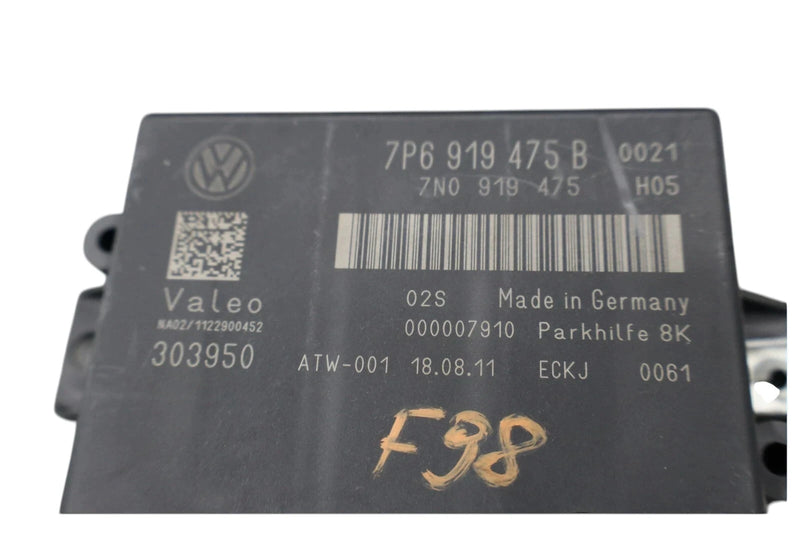 7P6 919 475 B 0021
7N0 919 475 H05
Valeo
NA02/1122900452
303950
02S Made in Germany
000007910 Parkhilfe 8K
ATW-001 18.08.11 ECKJ 0061
F98